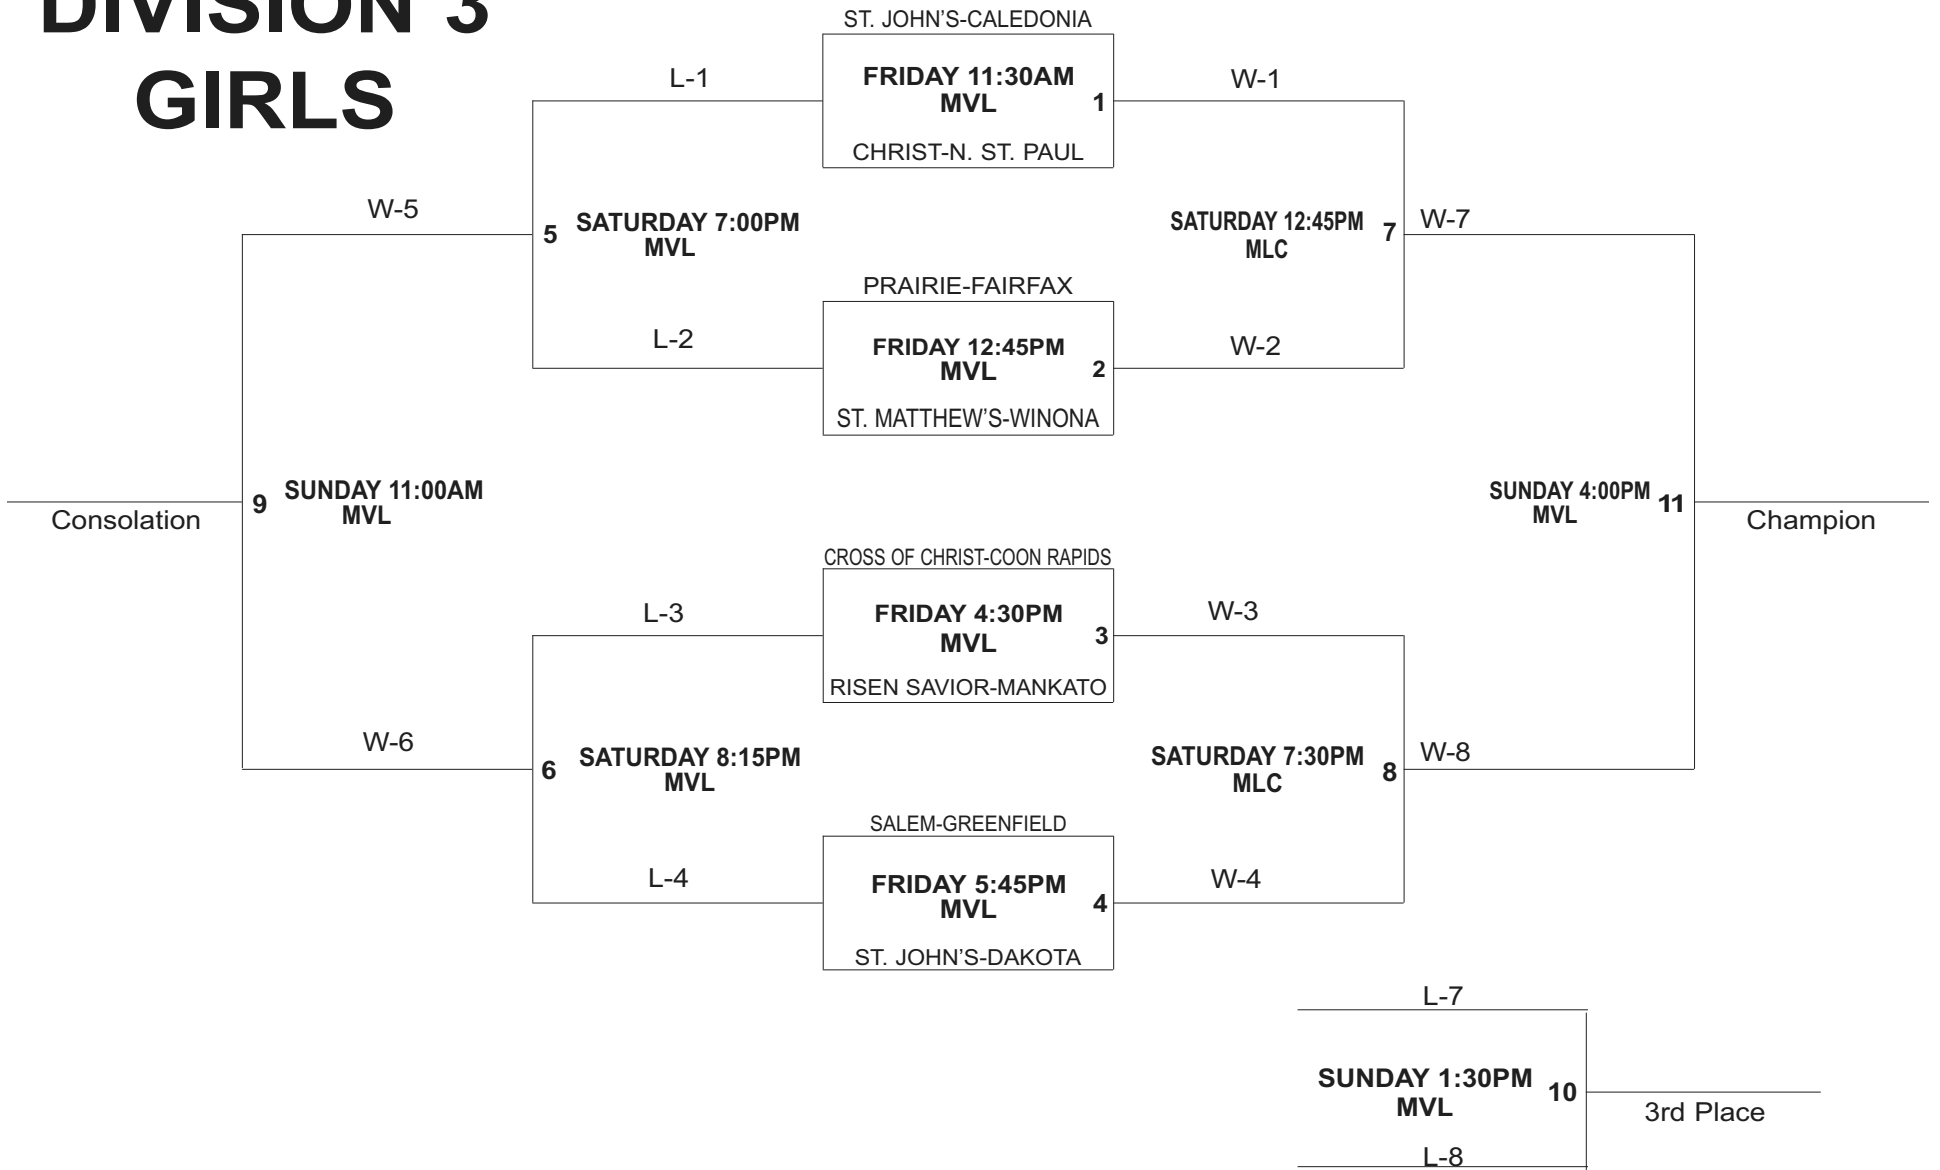 DIVISION 3
GIRLS
ST. JOHN'S-CALEDONIA
L-1
FRIDAY 11:30AM
MVL
1
W-1
CHRIST-N. ST. PAUL
W-5
5
SATURDAY 7:00PM
MVL
SATURDAY 12:45PM
MLC
7
W-7
PRAIRIE-FAIRFAX
L-2
FRIDAY 12:45PM
MVL
2
W-2
ST. MATTHEW'S-WINONA
Consolation
9
SUNDAY 11:00AM
MVL
SUNDAY 4:00PM
MVL
11
Champion
CROSS OF CHRIST-COON RAPIDS
L-3
FRIDAY 4:30PM
MVL
3
W-3
RISEN SAVIOR-MANKATO
W-6
6
SATURDAY 8:15PM
MVL
SATURDAY 7:30PM
MLC
8
W-8
SALEM-GREENFIELD
L-4
FRIDAY 5:45PM
MVL
4
W-4
ST. JOHN'S-DAKOTA
L-7
SUNDAY 1:30PM
MVL
10
3rd Place
L-8